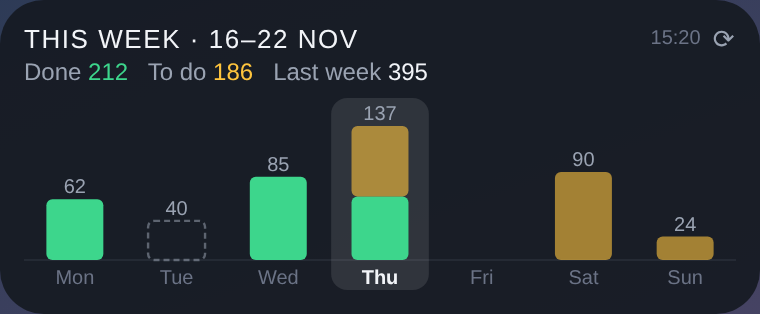 THIS WEEK · 16–22 NOV 15:20 ⟳
Done 212 To do 186 Last week 395
62 40 85 137 90 24
Mon Tue Wed Thu Fri Sat Sun